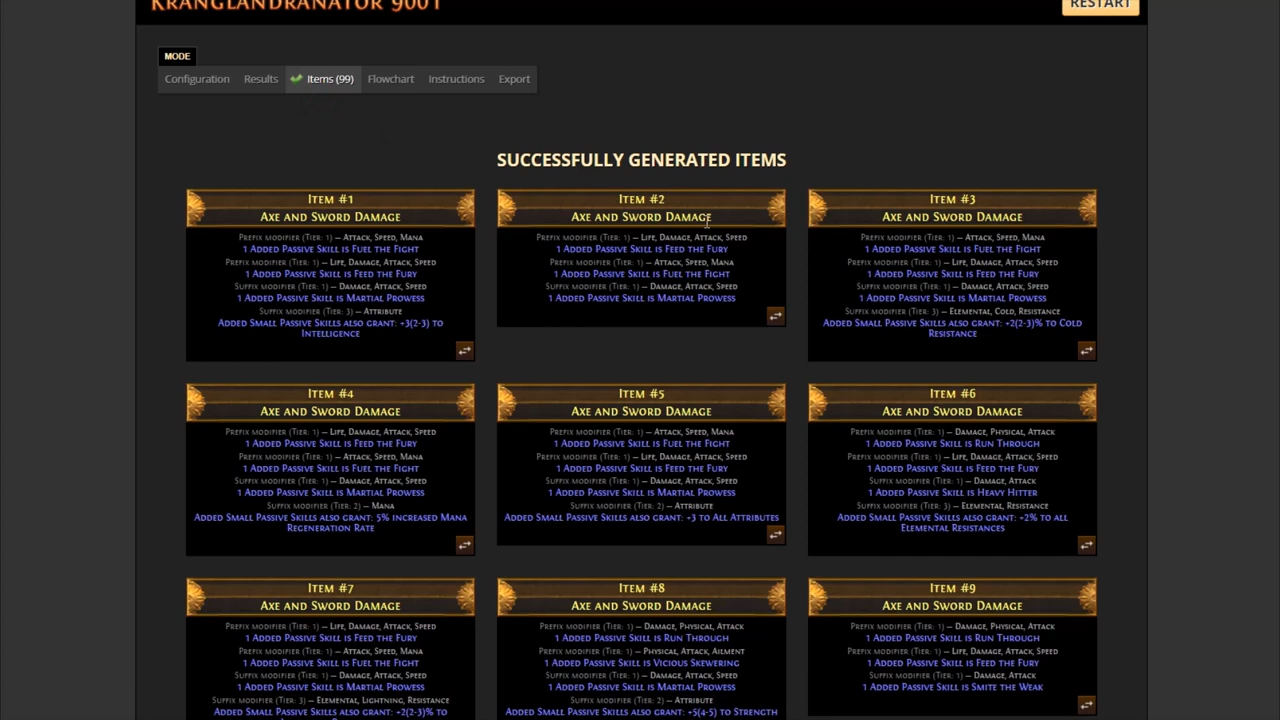 Kranglandranator 9001
RESTART
MODE
Configuration Results Items (99) Flowchart Instructions Export
SUCCESSFULLY GENERATED ITEMS
Item #1
Axe and Sword Damage
Prefix modifier (Tier: 1) — Attack, Speed, Mana
1 Added Passive Skill is Fuel the Fight
Prefix modifier (Tier: 1) — Life, Damage, Attack, Speed
1 Added Passive Skill is Feed the Fury
Suffix modifier (Tier: 1) — Damage, Attack, Speed
1 Added Passive Skill is Martial Prowess
Suffix modifier (Tier: 3) — Attribute
Added Small Passive Skills also grant: +3(2-3) to
Intelligence
Item #2
Axe and Sword Damage
Prefix modifier (Tier: 1) — Life, Damage, Attack, Speed
1 Added Passive Skill is Feed the Fury
Prefix modifier (Tier: 1) — Attack, Speed, Mana
1 Added Passive Skill is Fuel the Fight
Suffix modifier (Tier: 1) — Damage, Attack, Speed
1 Added Passive Skill is Martial Prowess
Item #3
Axe and Sword Damage
Prefix modifier (Tier: 1) — Attack, Speed, Mana
1 Added Passive Skill is Fuel the Fight
Prefix modifier (Tier: 1) — Life, Damage, Attack, Speed
1 Added Passive Skill is Feed the Fury
Suffix modifier (Tier: 1) — Damage, Attack, Speed
1 Added Passive Skill is Martial Prowess
Suffix modifier (Tier: 3) — Elemental, Cold, Resistance
Added Small Passive Skills also grant: +2(2-3)% to Cold
Resistance
Item #4
Axe and Sword Damage
Prefix modifier (Tier: 1) — Life, Damage, Attack, Speed
1 Added Passive Skill is Feed the Fury
Prefix modifier (Tier: 1) — Attack, Speed, Mana
1 Added Passive Skill is Fuel the Fight
Suffix modifier (Tier: 1) — Damage, Attack, Speed
1 Added Passive Skill is Martial Prowess
Suffix modifier (Tier: 2) — Mana
Added Small Passive Skills also grant: 5% increased Mana
Regeneration Rate
Item #5
Axe and Sword Damage
Prefix modifier (Tier: 1) — Attack, Speed, Mana
1 Added Passive Skill is Fuel the Fight
Prefix modifier (Tier: 1) — Life, Damage, Attack, Speed
1 Added Passive Skill is Feed the Fury
Suffix modifier (Tier: 1) — Damage, Attack, Speed
1 Added Passive Skill is Martial Prowess
Suffix modifier (Tier: 2) — Attribute
Added Small Passive Skills also grant: +3 to All Attributes
Item #6
Axe and Sword Damage
Prefix modifier (Tier: 1) — Damage, Physical, Attack
1 Added Passive Skill is Run Through
Prefix modifier (Tier: 1) — Life, Damage, Attack, Speed
1 Added Passive Skill is Feed the Fury
Suffix modifier (Tier: 1) — Damage, Attack
1 Added Passive Skill is Heavy Hitter
Suffix modifier (Tier: 3) — Elemental, Resistance
Added Small Passive Skills also grant: +2% to all
Elemental Resistances
Item #7
Axe and Sword Damage
Prefix modifier (Tier: 1) — Life, Damage, Attack, Speed
1 Added Passive Skill is Feed the Fury
Prefix modifier (Tier: 1) — Attack, Speed, Mana
1 Added Passive Skill is Fuel the Fight
Suffix modifier (Tier: 1) — Damage, Attack, Speed
1 Added Passive Skill is Martial Prowess
Suffix modifier (Tier: 3) — Elemental, Lightning, Resistance
Added Small Passive Skills also grant: +2(2-3)% to
Item #8
Axe and Sword Damage
Prefix modifier (Tier: 1) — Damage, Physical, Attack
1 Added Passive Skill is Run Through
Prefix modifier (Tier: 1) — Physical, Attack, Ailment
1 Added Passive Skill is Vicious Skewering
Suffix modifier (Tier: 1) — Damage, Attack, Speed
1 Added Passive Skill is Martial Prowess
Suffix modifier (Tier: 2) — Attribute
Added Small Passive Skills also grant: +5(4-5) to Strength
Item #9
Axe and Sword Damage
Prefix modifier (Tier: 1) — Damage, Physical, Attack
1 Added Passive Skill is Run Through
Prefix modifier (Tier: 1) — Life, Damage, Attack, Speed
1 Added Passive Skill is Feed the Fury
Suffix modifier (Tier: 1) — Damage, Attack
1 Added Passive Skill is Smite the Weak